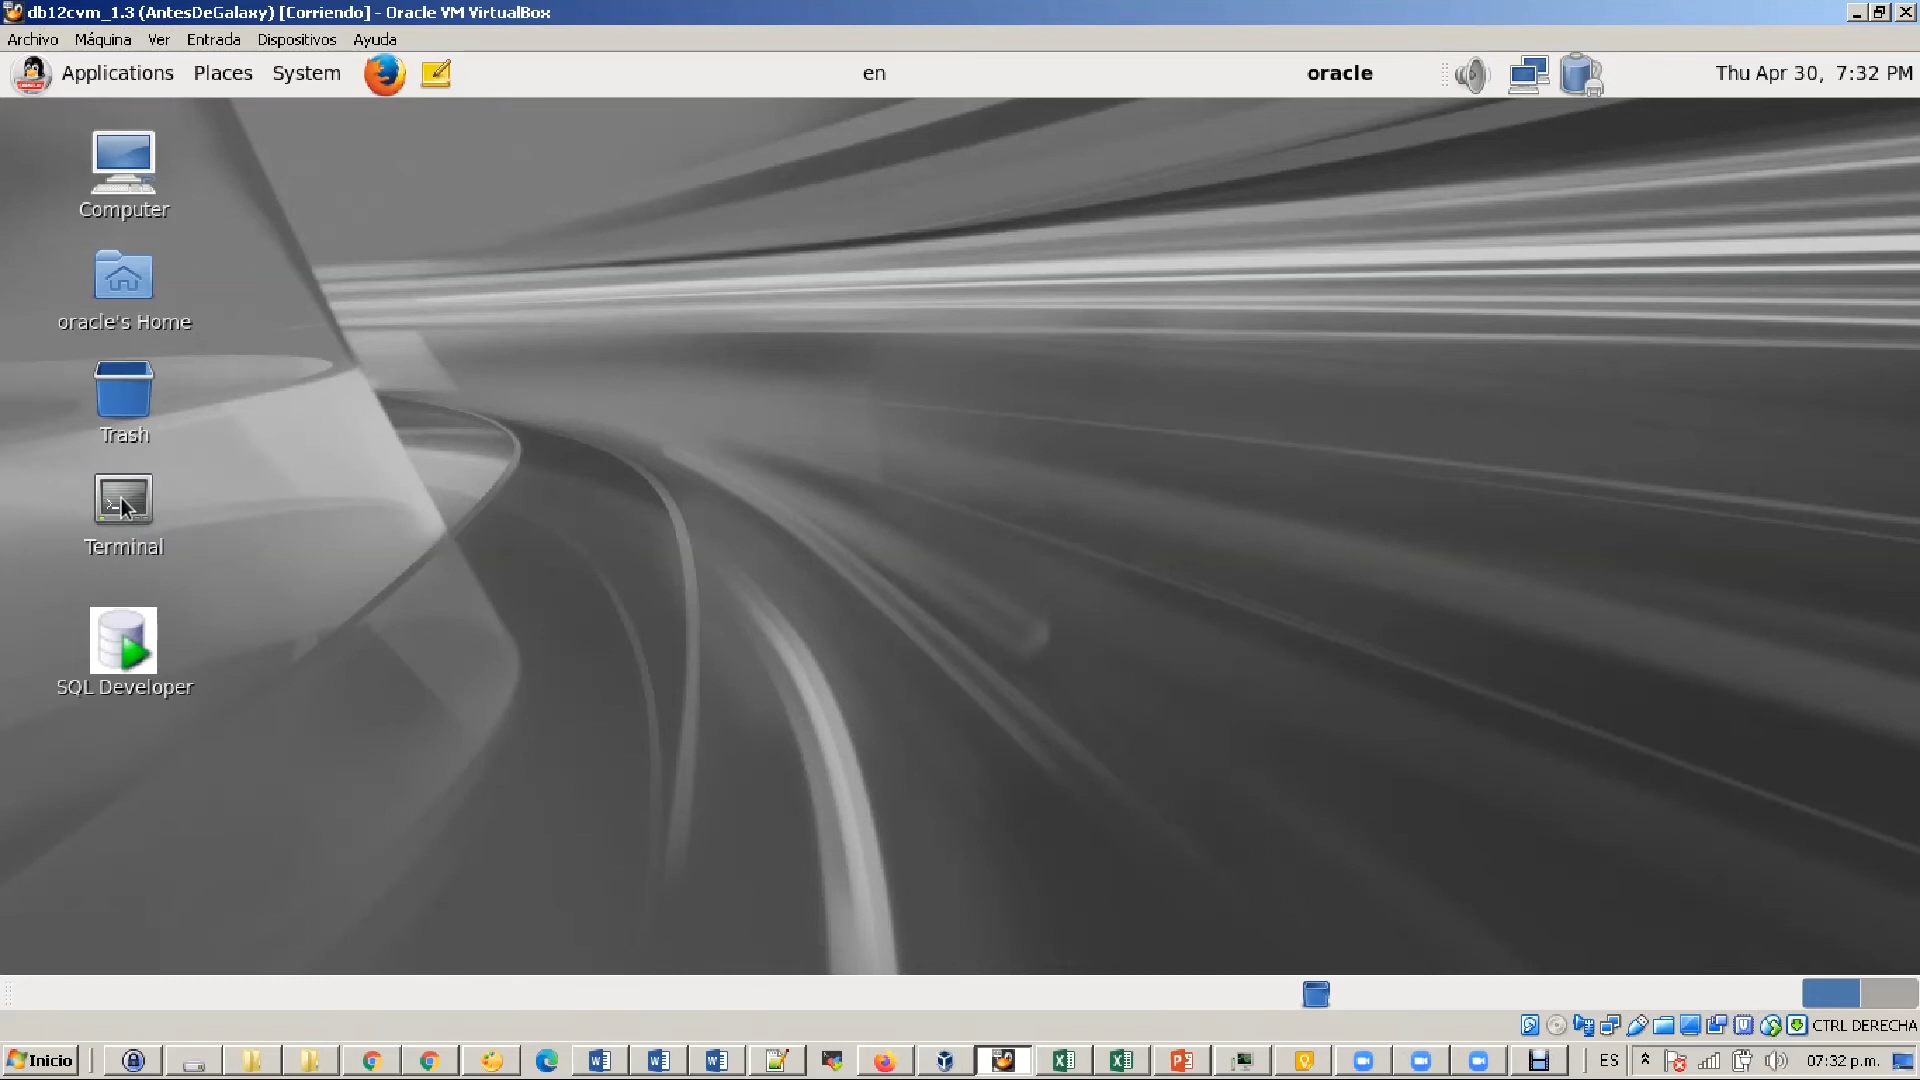 db12cvm_1.3 (AntesDeGalaxy) [Corriendo] - Oracle VM VirtualBox
Archivo Máquina Ver Entrada Dispositivos Ayuda
Applications Places System en oracle Thu Apr 30, 7:32 PM
Computer
oracle's Home
Trash
Terminal
SQL Developer
CTRL DERECHA
Inicio ES 07:32 p.m.